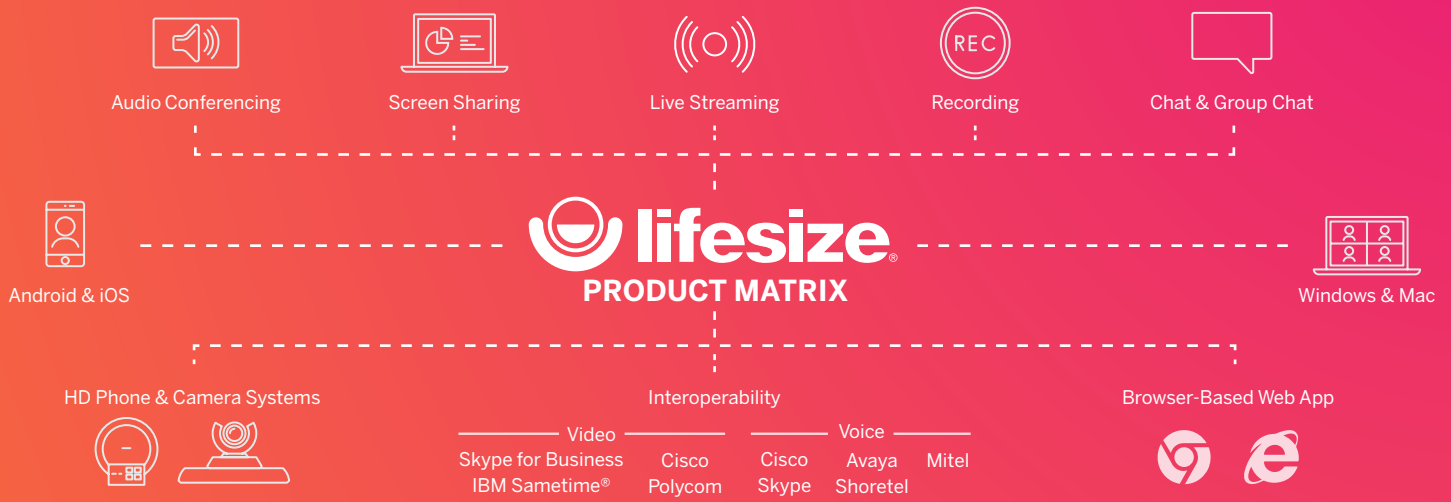 REC
Audio Conferencing
Screen Sharing
Live Streaming
Recording
Chat & Group Chat
lifesize®
PRODUCT MATRIX
Android & iOS
Windows & Mac
HD Phone & Camera Systems
Interoperability
Browser-Based Web App
Video
Skype for Business
IBM Sametime®
Cisco
Polycom
Voice
Cisco
Skype
Avaya
Shoretel
Mitel